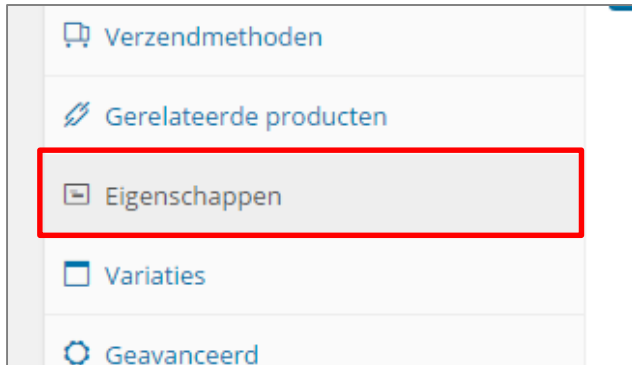 Verzendmethoden
Gerelateerde producten
Eigenschappen
Variaties
Geavanceerd